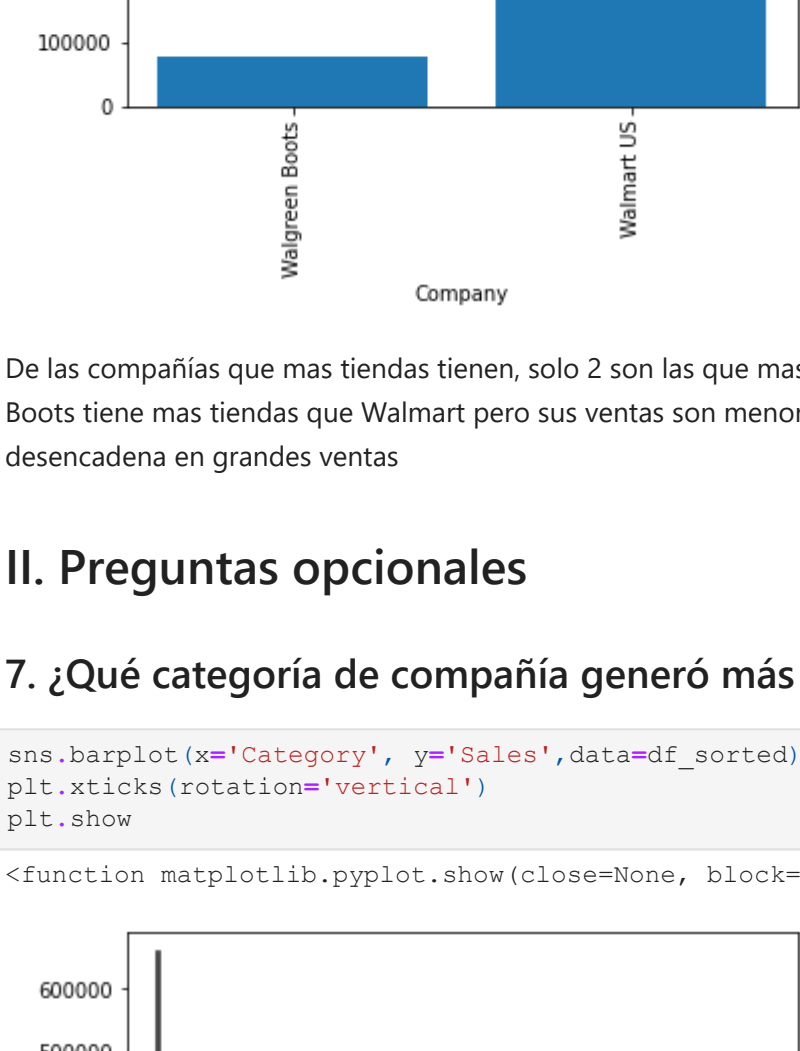 100000
0
Walgreen Boots
Walmart US
Company
De las compañías que mas tiendas tienen, solo 2 son las que mas
Boots tiene mas tiendas que Walmart pero sus ventas son menor
desencadena en grandes ventas
II. Preguntas opcionales
7. ¿Qué categoría de compañía generó más
sns.barplot(x='Category', y='Sales',data=df_sorted)
plt.xticks(rotation='vertical')
plt.show
<function matplotlib.pyplot.show(close=None, block=
600000
500000